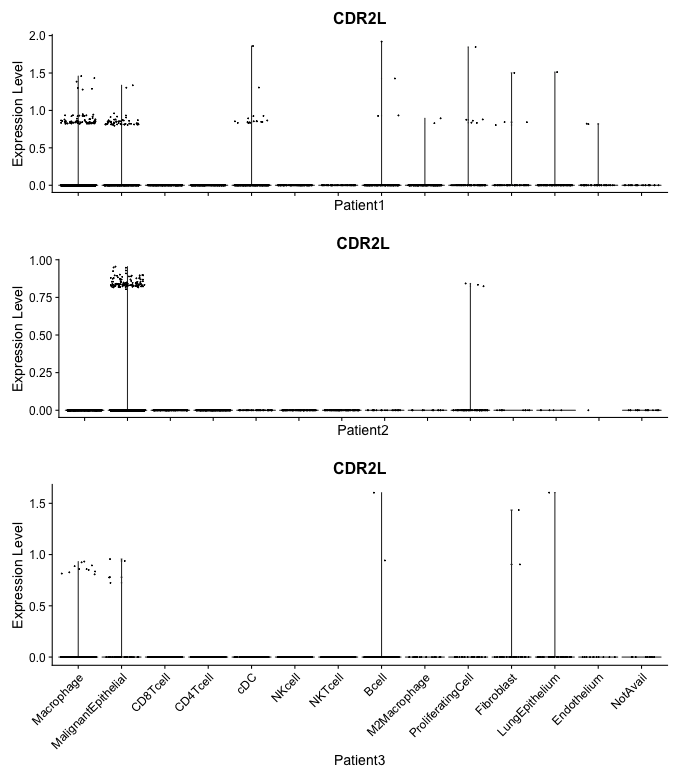 CDR2L
Expression Level
2.0
1.5
1.0
0.5
0.0
Patient1
CDR2L
Expression Level
1.00
0.75
0.50
0.25
0.00
Patient2
CDR2L
Expression Level
1.5
1.0
0.5
0.0
Macrophage
MalignantEpithelial
CD8Tcell
CD4Tcell
cDC
NKcell
NKTcell
Bcell
M2Macrophage
ProliferatingCell
Fibroblast
LungEpithelium
Endothelium
NotAvail
Patient3